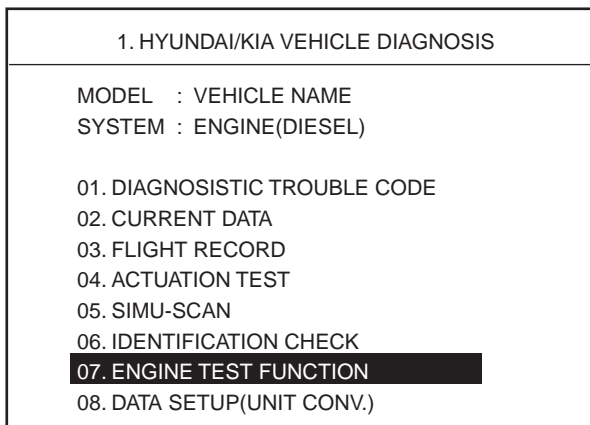 1. HYUNDAI/KIA VEHICLE DIAGNOSIS
MODEL : VEHICLE NAME
SYSTEM : ENGINE(DIESEL)
01. DIAGNOSISTIC TROUBLE CODE
02. CURRENT DATA
03. FLIGHT RECORD
04. ACTUATION TEST
05. SIMU-SCAN
06. IDENTIFICATION CHECK
07. ENGINE TEST FUNCTION
08. DATA SETUP(UNIT CONV.)